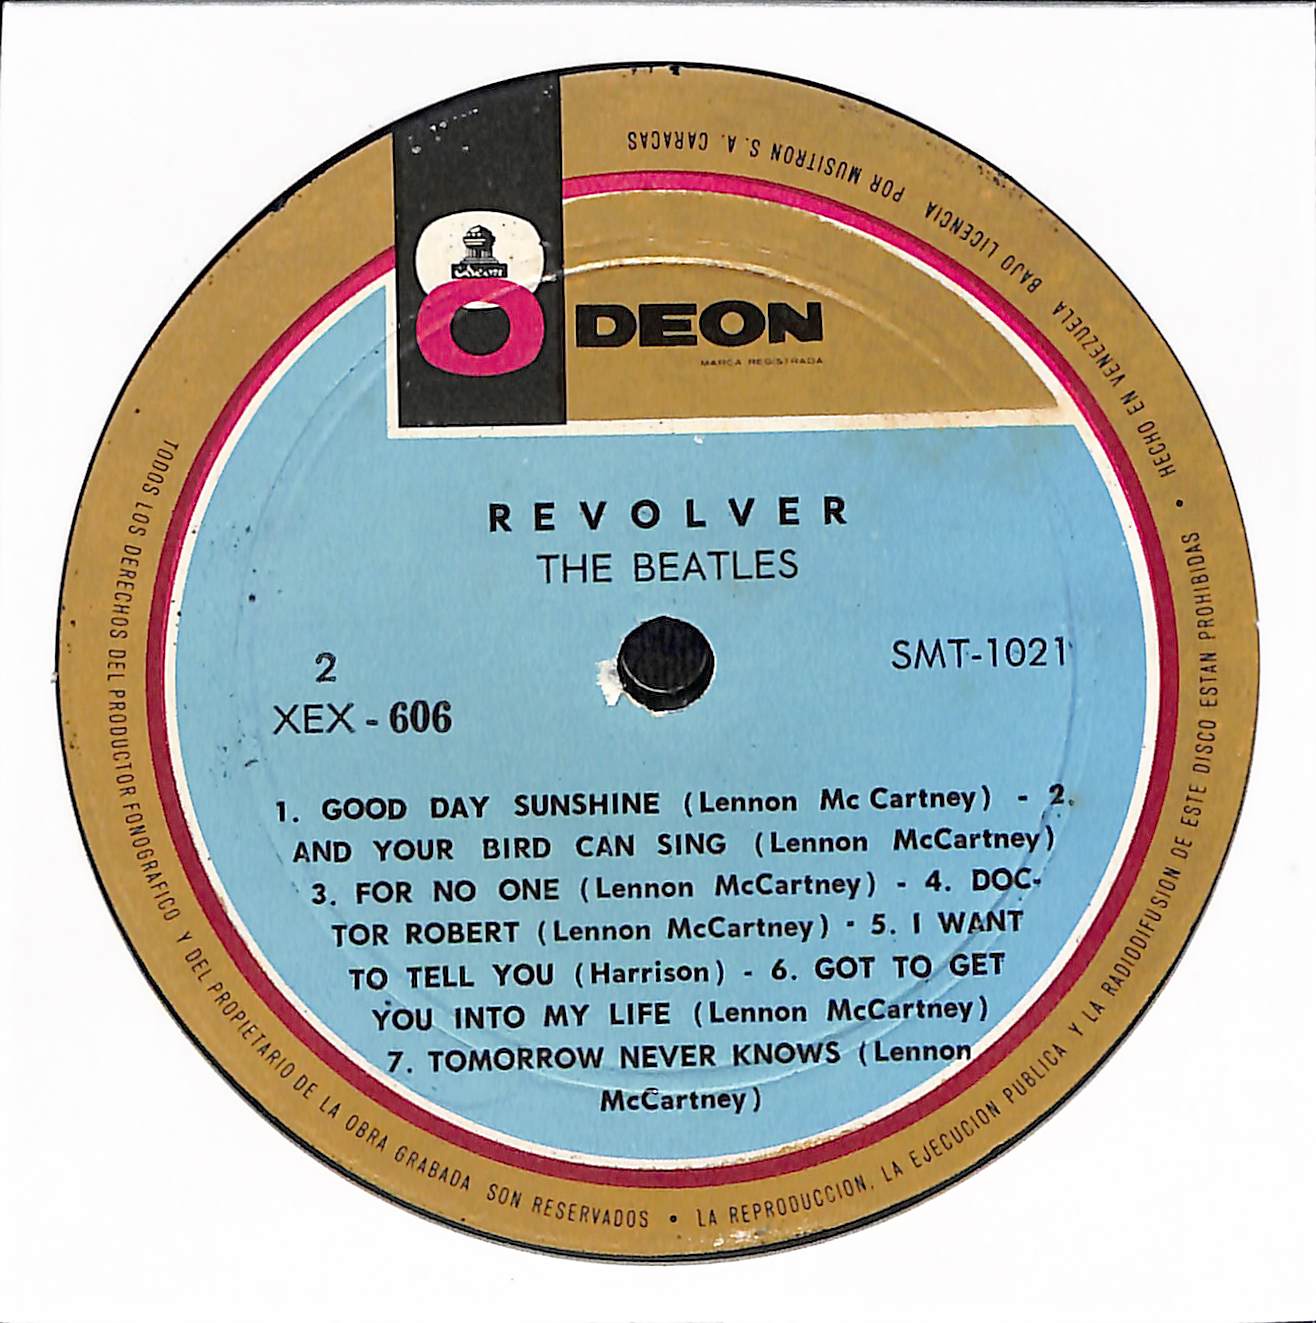 ODEON
Odeon
MARCA REGISTRADA
REVOLVER
THE BEATLES
2
SMT-1021
XEX - 606
1. GOOD DAY SUNSHINE (Lennon Mc Cartney) - 2.
AND YOUR BIRD CAN SING (Lennon McCartney)
3. FOR NO ONE (Lennon McCartney) - 4. DOC-
TOR ROBERT (Lennon McCartney) - 5. I WANT
TO TELL YOU (Harrison) - 6. GOT TO GET
YOU INTO MY LIFE (Lennon McCartney)
7. TOMORROW NEVER KNOWS (Lennon
McCartney)
TODOS LOS DERECHOS DEL PRODUCTOR FONOGRAFICO Y DEL PROPIETARIO DE LA OBRA GRABADA SON RESERVADOS • LA REPRODUCCION, LA EJECUCION PUBLICA Y LA RADIODIFUSION DE ESTE DISCO ESTAN PROHIBIDAS • HECHO EN VENEZUELA BAJO LICENCIA POR MUSITRON S.A. CARACAS